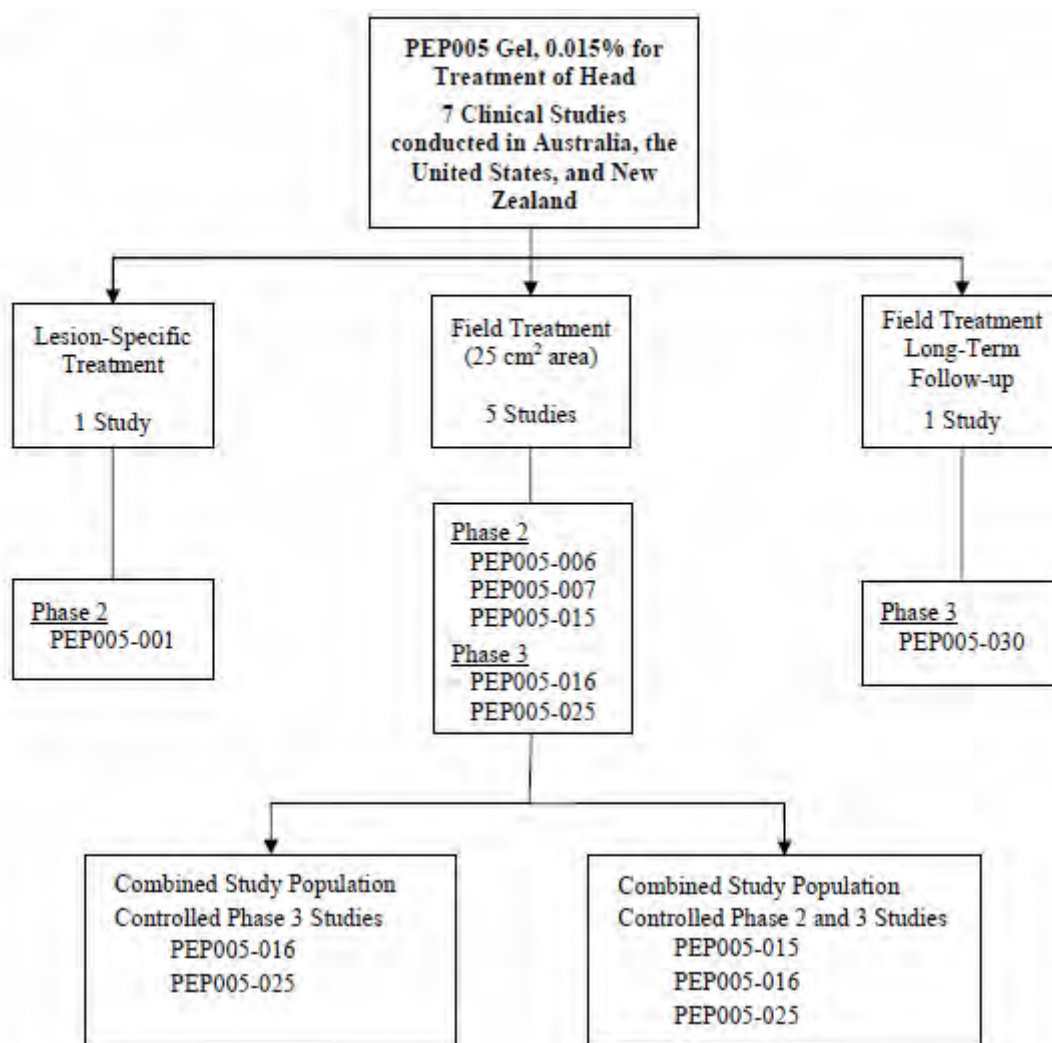 PEP005 Gel, 0.015% for
Treatment of Head
7 Clinical Studies
conducted in Australia, the
United States, and New
Zealand
Lesion-Specific
Treatment
1 Study
Field Treatment
(25 cm² area)
5 Studies
Field Treatment
Long-Term
Follow-up
1 Study
Phase 2
PEP005-001
Phase 2
PEP005-006
PEP005-007
PEP005-015
Phase 3
PEP005-016
PEP005-025
Phase 3
PEP005-030
Combined Study Population
Controlled Phase 3 Studies
PEP005-016
PEP005-025
Combined Study Population
Controlled Phase 2 and 3 Studies
PEP005-015
PEP005-016
PEP005-025